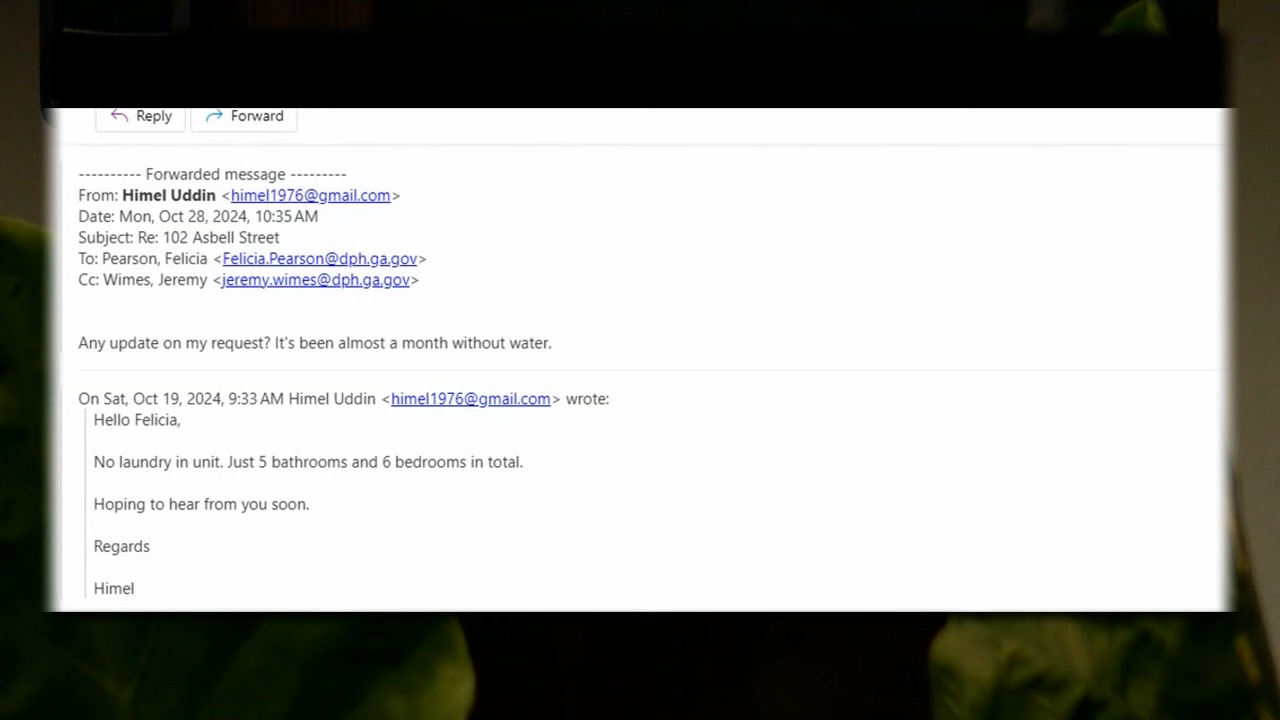 Reply Forward
---------- Forwarded message ---------
From: Himel Uddin <himel1976@gmail.com>
Date: Mon, Oct 28, 2024, 10:35 AM
Subject: Re: 102 Asbell Street
To: Pearson, Felicia <Felicia.Pearson@dph.ga.gov>
Cc: Wimes, Jeremy <jeremy.wimes@dph.ga.gov>
Any update on my request? It's been almost a month without water.
On Sat, Oct 19, 2024, 9:33 AM Himel Uddin <himel1976@gmail.com> wrote:
Hello Felicia,
No laundry in unit. Just 5 bathrooms and 6 bedrooms in total.
Hoping to hear from you soon.
Regards
Himel